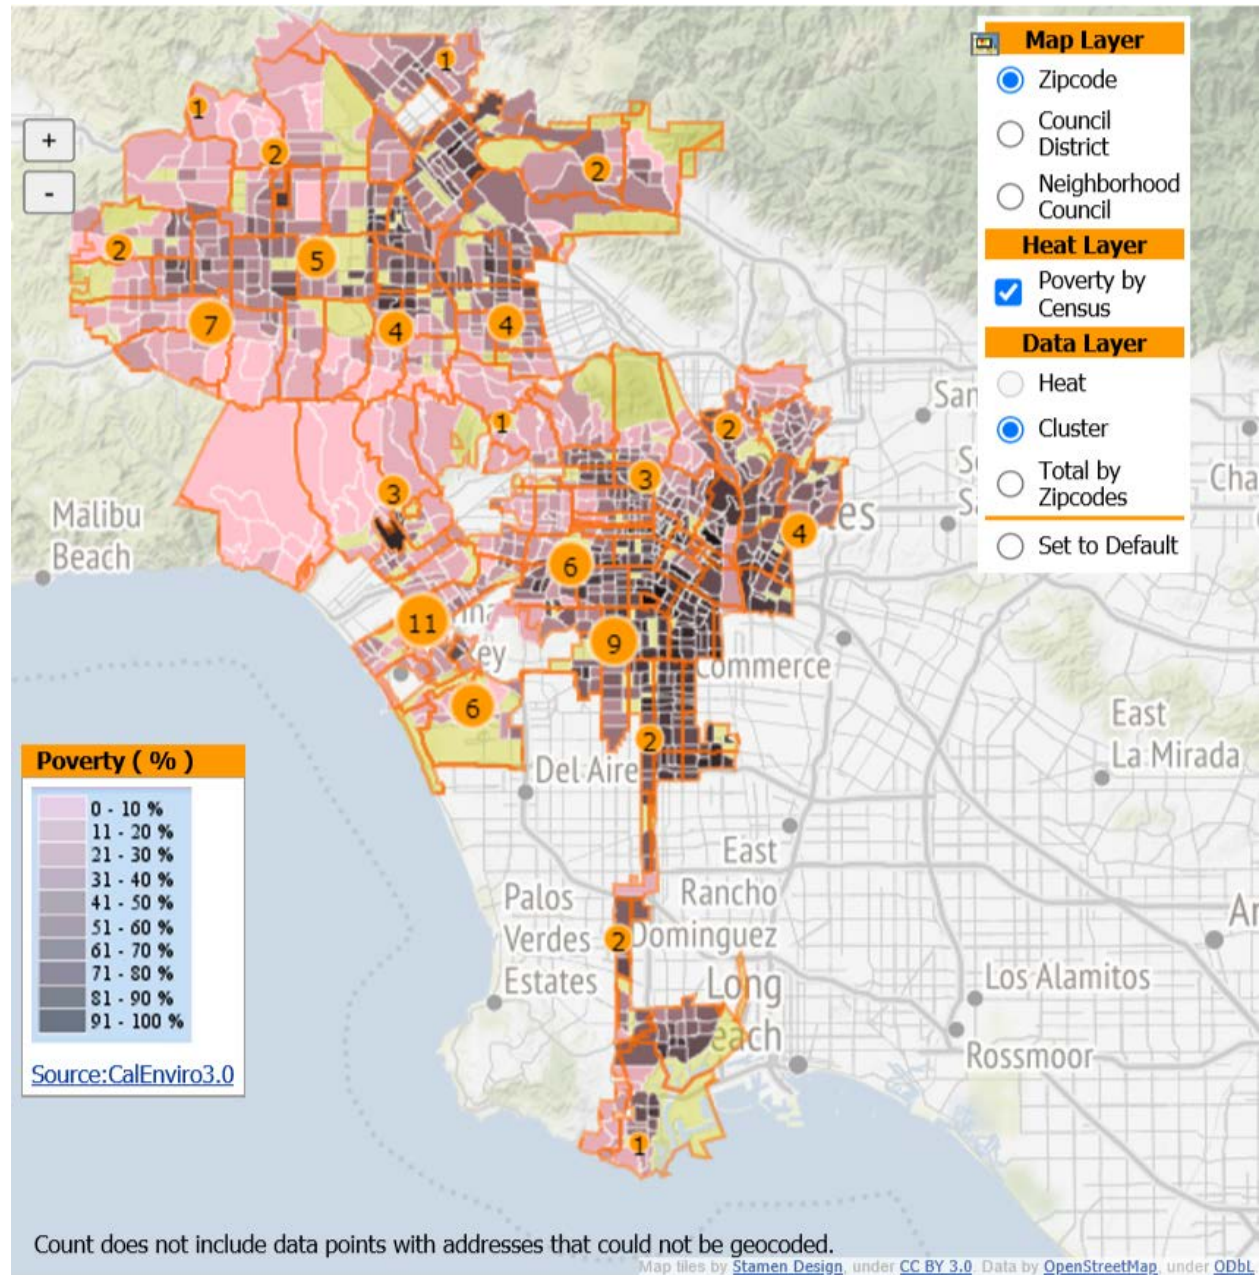 Map Layer
Zipcode
Council
District
Neighborhood
Council
Heat Layer
Poverty by
Census
Data Layer
Heat
Cluster
Total by
Zipcodes
Set to Default
+
-
1
1
2
2
2
5
7
4
4
1
2
3
3
4
es
San
Cha
6
Malibu
Beach
11
9
ey
Commerce
6
2
East
La Mirada
Del Aire
Poverty ( % )
0 - 10 %
11 - 20 %
21 - 30 %
31 - 40 %
41 - 50 %
51 - 60 %
61 - 70 %
71 - 80 %
81 - 90 %
91 - 100 %
Source:CalEnviro3.0
East
Rancho
Dominguez
Palos
Verdes
Estates
2
Long
each
Los Alamitos
Rossmoor
1
Count does not include data points with addresses that could not be geocoded.
Map tiles by Stamen Design, under CC BY 3.0. Data by OpenStreetMap, under ODbL